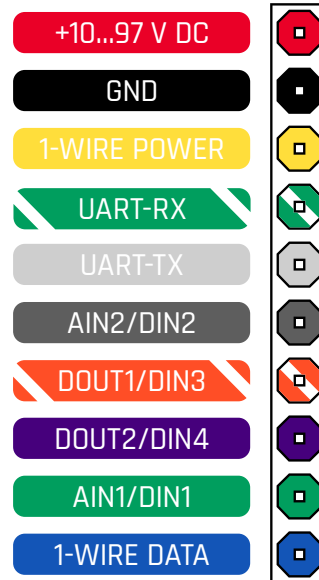 +10...97 V DC
GND
1-WIRE POWER
UART-RX
UART-TX
AIN2/DIN2
DOUT1/DIN3
DOUT2/DIN4
AIN1/DIN1
1-WIRE DATA